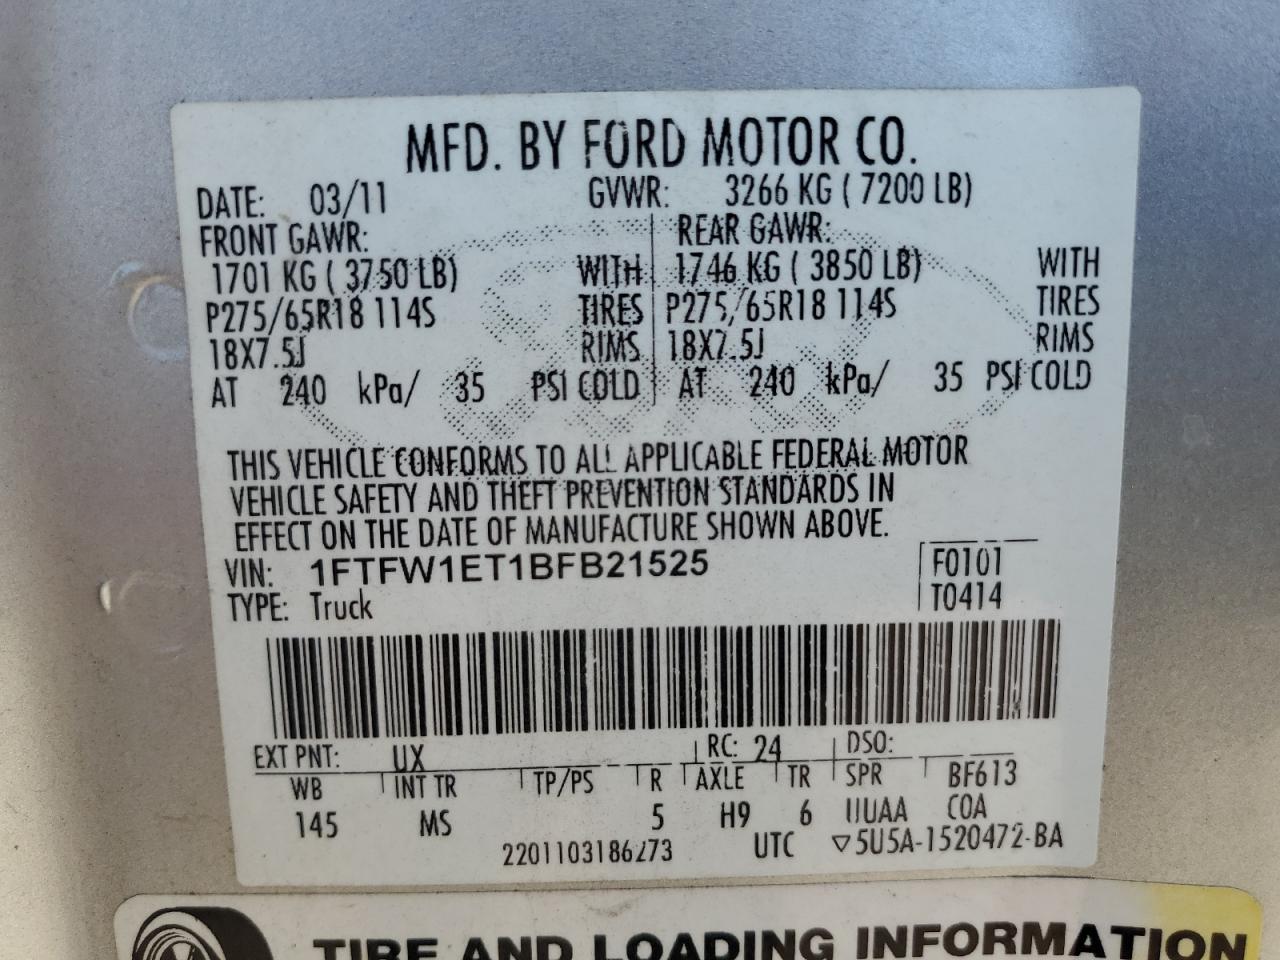 MFD. BY FORD MOTOR CO.
DATE: 03/11 GVWR: 3266 KG ( 7200 LB)
FRONT GAWR: REAR GAWR:
1701 KG ( 3750 LB) WITH 1746 KG ( 3850 LB) WITH
P275/65R18 114S TIRES P275/65R18 114S TIRES
18X7.5J RIMS 18X7.5J RIMS
AT 240 kPa/ 35 PSI COLD AT 240 kPa/ 35 PSI COLD
THIS VEHICLE CONFORMS TO ALL APPLICABLE FEDERAL MOTOR
VEHICLE SAFETY AND THEFT PREVENTION STANDARDS IN
EFFECT ON THE DATE OF MANUFACTURE SHOWN ABOVE.
VIN: 1FTFW1ET1BFB21525 F0101
TYPE: Truck T0414
EXT PNT: UX RC: 24 DSO:
WB INT TR TP/PS R AXLE TR SPR BF613
145 MS 5 H9 6 UUAA COA
2201103186273 UTC ▽5U5A-1520472-BA
TIRE AND LOADING INFORMATION